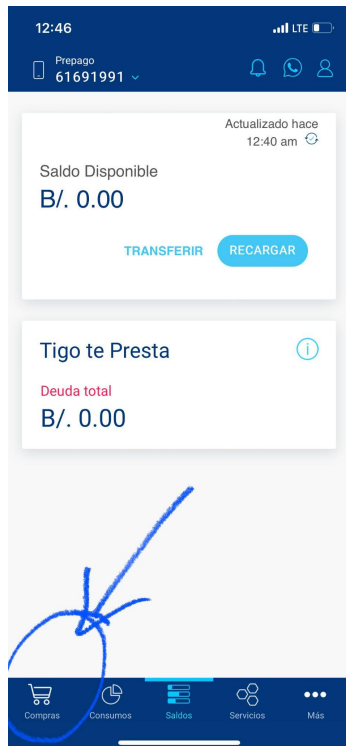 12:46
LTE
Prepago
61691991
Actualizado hace
12:40 am
Saldo Disponible
B/. 0.00
TRANSFERIR RECARGAR
Tigo te Presta
Deuda total
B/. 0.00
Compras Consumos Saldos Servicios Más